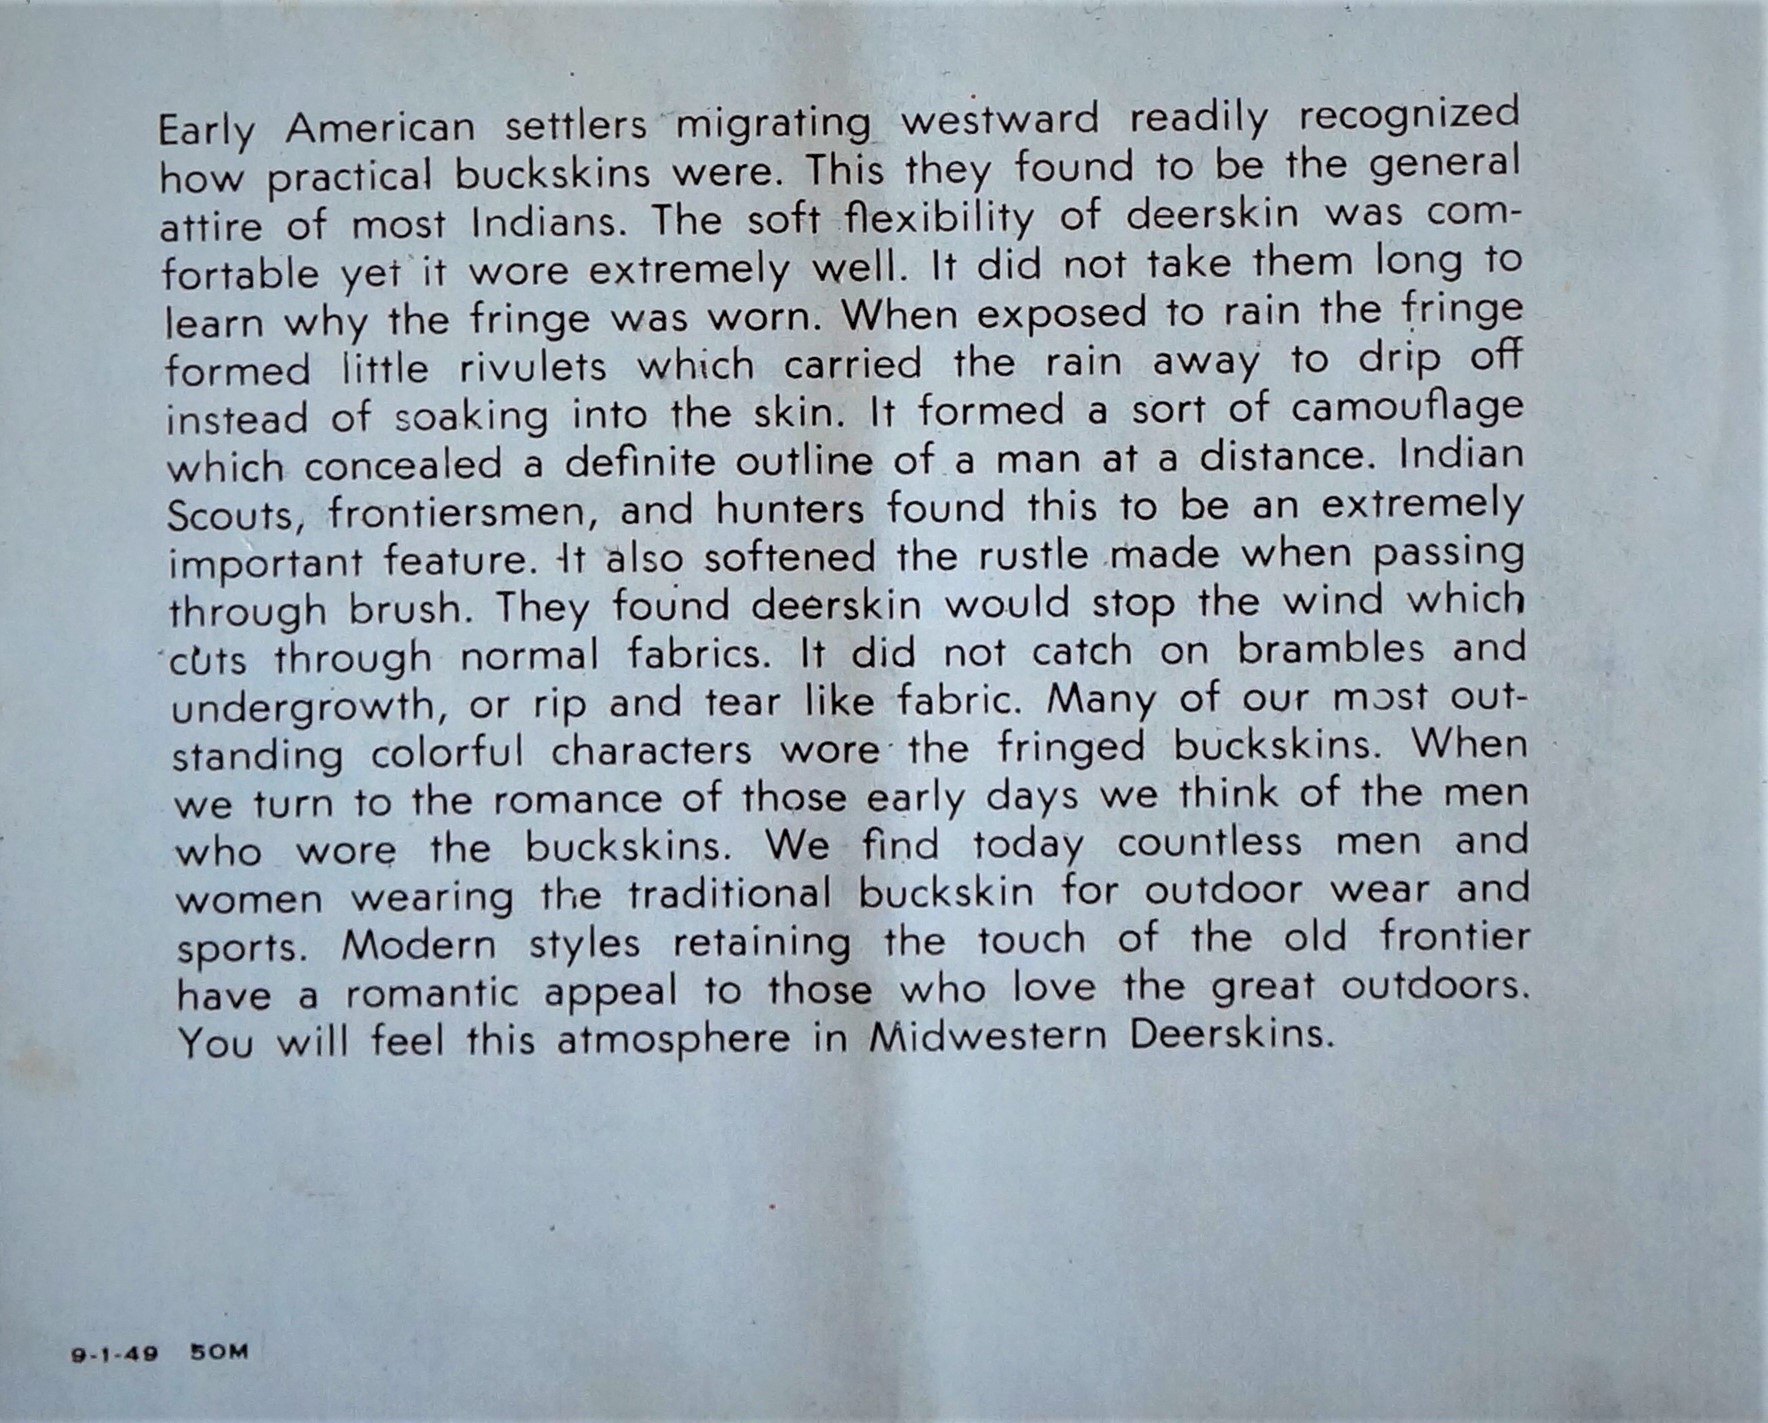 Early American settlers migrating westward readily recognized
how practical buckskins were. This they found to be the general
attire of most Indians. The soft flexibility of deerskin was com-
fortable yet it wore extremely well. It did not take them long to
learn why the fringe was worn. When exposed to rain the fringe
formed little rivulets which carried the rain away to drip off
instead of soaking into the skin. It formed a sort of camouflage
which concealed a definite outline of a man at a distance. Indian
Scouts, frontiersmen, and hunters found this to be an extremely
important feature. It also softened the rustle made when passing
through brush. They found deerskin would stop the wind which
cuts through normal fabrics. It did not catch on brambles and
undergrowth, or rip and tear like fabric. Many of our most out-
standing colorful characters wore the fringed buckskins. When
we turn to the romance of those early days we think of the men
who wore the buckskins. We find today countless men and
women wearing the traditional buckskin for outdoor wear and
sports. Modern styles retaining the touch of the old frontier
have a romantic appeal to those who love the great outdoors.
You will feel this atmosphere in Midwestern Deerskins.
9-1-49 50M